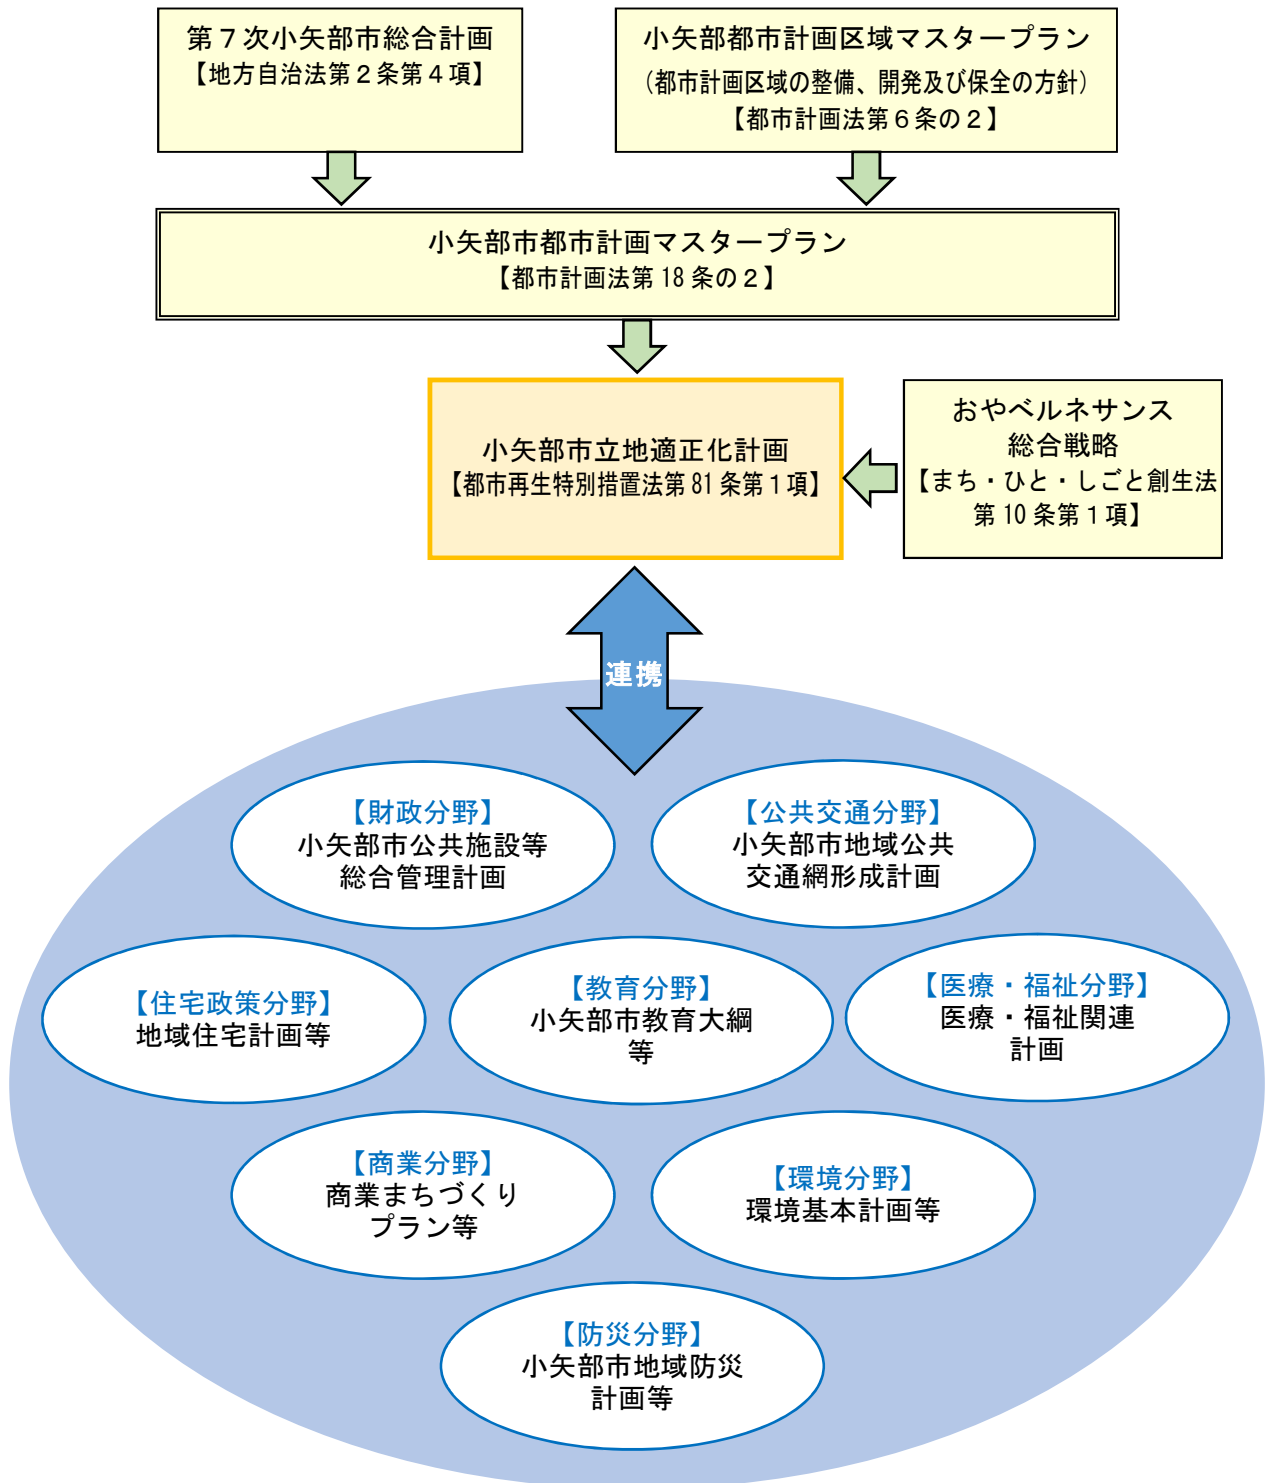 第７次小矢部市総合計画
【地方自治法第２条第４項】
小矢部都市計画区域マスタープラン
（都市計画区域の整備、開発及び保全の方針）
【都市計画法第６条の２】
小矢部市都市計画マスタープラン
【都市計画法第 18 条の２】
小矢部市立地適正化計画
【都市再生特別措置法第 81 条第１項】
おやべルネサンス
総合戦略
【まち・ひと・しごと創生法
第 10 条第１項】
連携
【財政分野】
小矢部市公共施設等
総合管理計画
【公共交通分野】
小矢部市地域公共
交通網形成計画
【住宅政策分野】
地域住宅計画等
【教育分野】
小矢部市教育大綱
等
【医療・福祉分野】
医療・福祉関連
計画
【商業分野】
商業まちづくり
プラン等
【環境分野】
環境基本計画等
【防災分野】
小矢部市地域防災
計画等